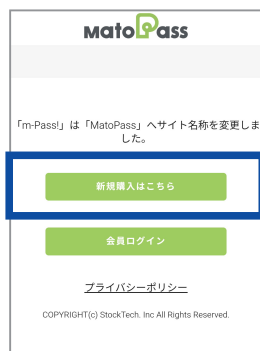 MatoPass
「m-Pass!」は「MatoPass」へサイト名称を変更しま
した。
新規購入はこちら
会員ログイン
プライバシーポリシー
COPYRIGHT(c) StockTech. Inc All Rights Reserved.